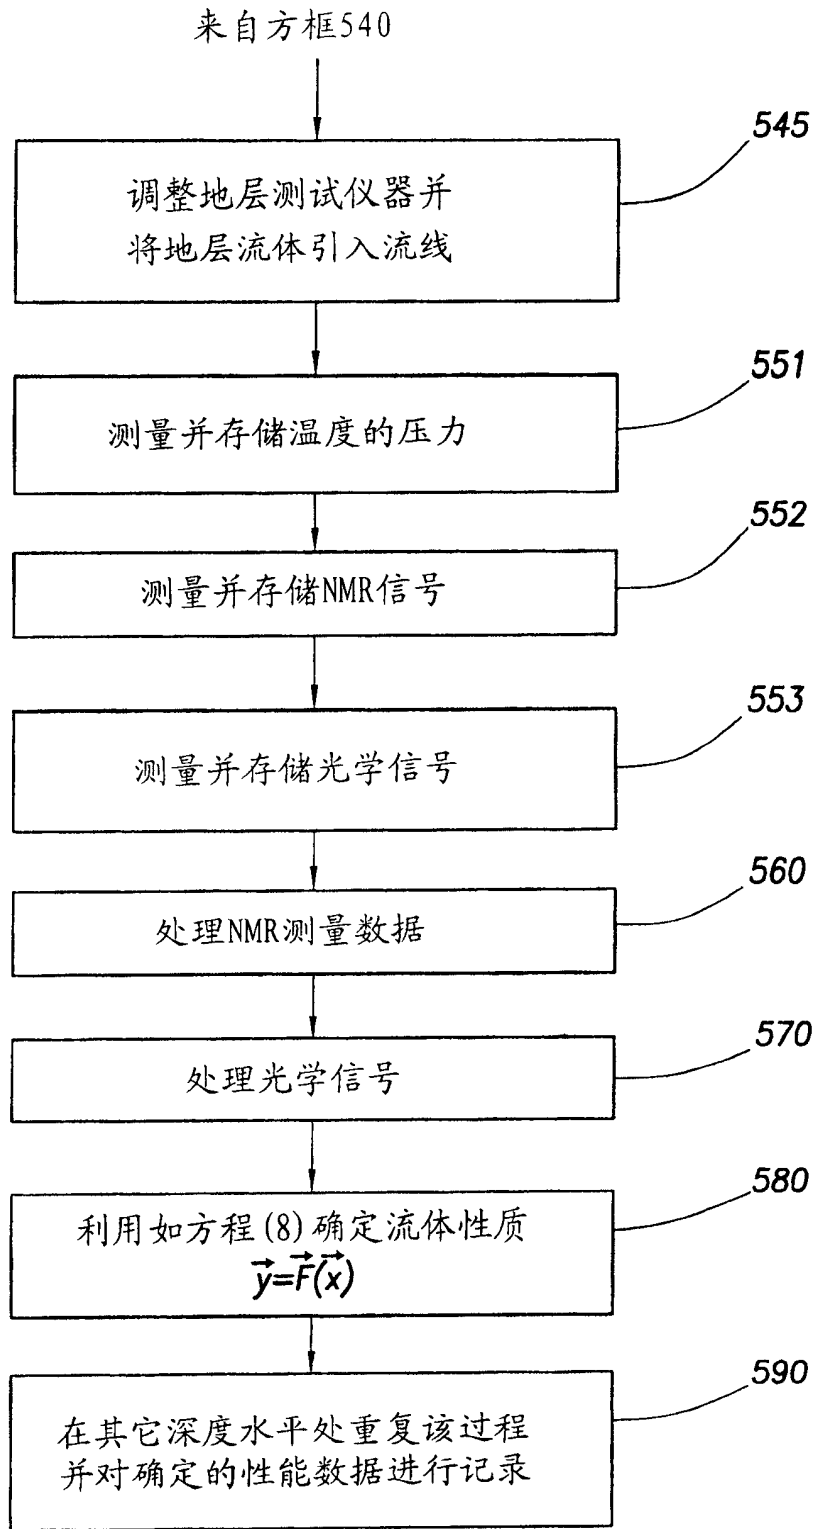 来自方框540
545
调整地层测试仪器并
将地层流体引入流线
551
测量并存储温度的压力
552
测量并存储NMR信号
553
测量并存储光学信号
560
处理NMR测量数据
570
处理光学信号
580
利用如方程(8)确定流体性质
y⃗=F⃗(x⃗)
590
在其它深度水平处重复该过程
并对确定的性能数据进行记录